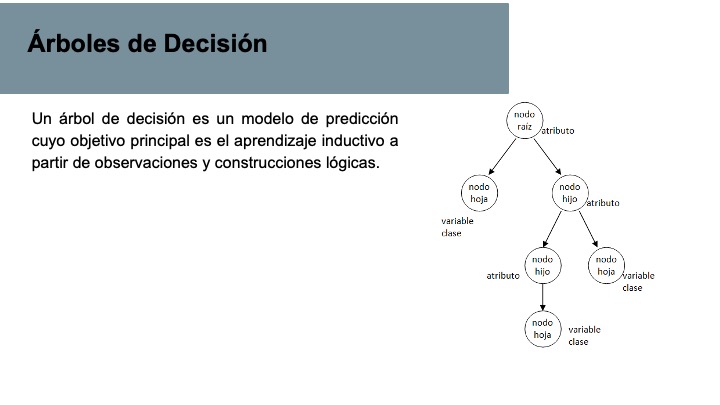 Árboles de Decisión
Un árbol de decisión es un modelo de predicción
cuyo objetivo principal es el aprendizaje inductivo a
partir de observaciones y construcciones lógicas.
nodo
raíz
atributo
nodo
hoja
variable
clase
nodo
hijo
atributo
nodo
hijo
atributo
nodo
hoja
variable
clase
nodo
hoja
variable
clase